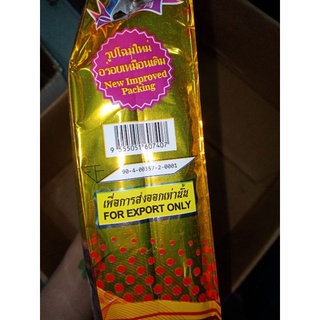 รูปโฉมใหม่
อร่อยเหมือนเดิม
New Improved
Packing
9 555051 607407
90-4-09357-2-0001
เพื่อการส่งออกเท่านั้น
FOR EXPORT ONLY